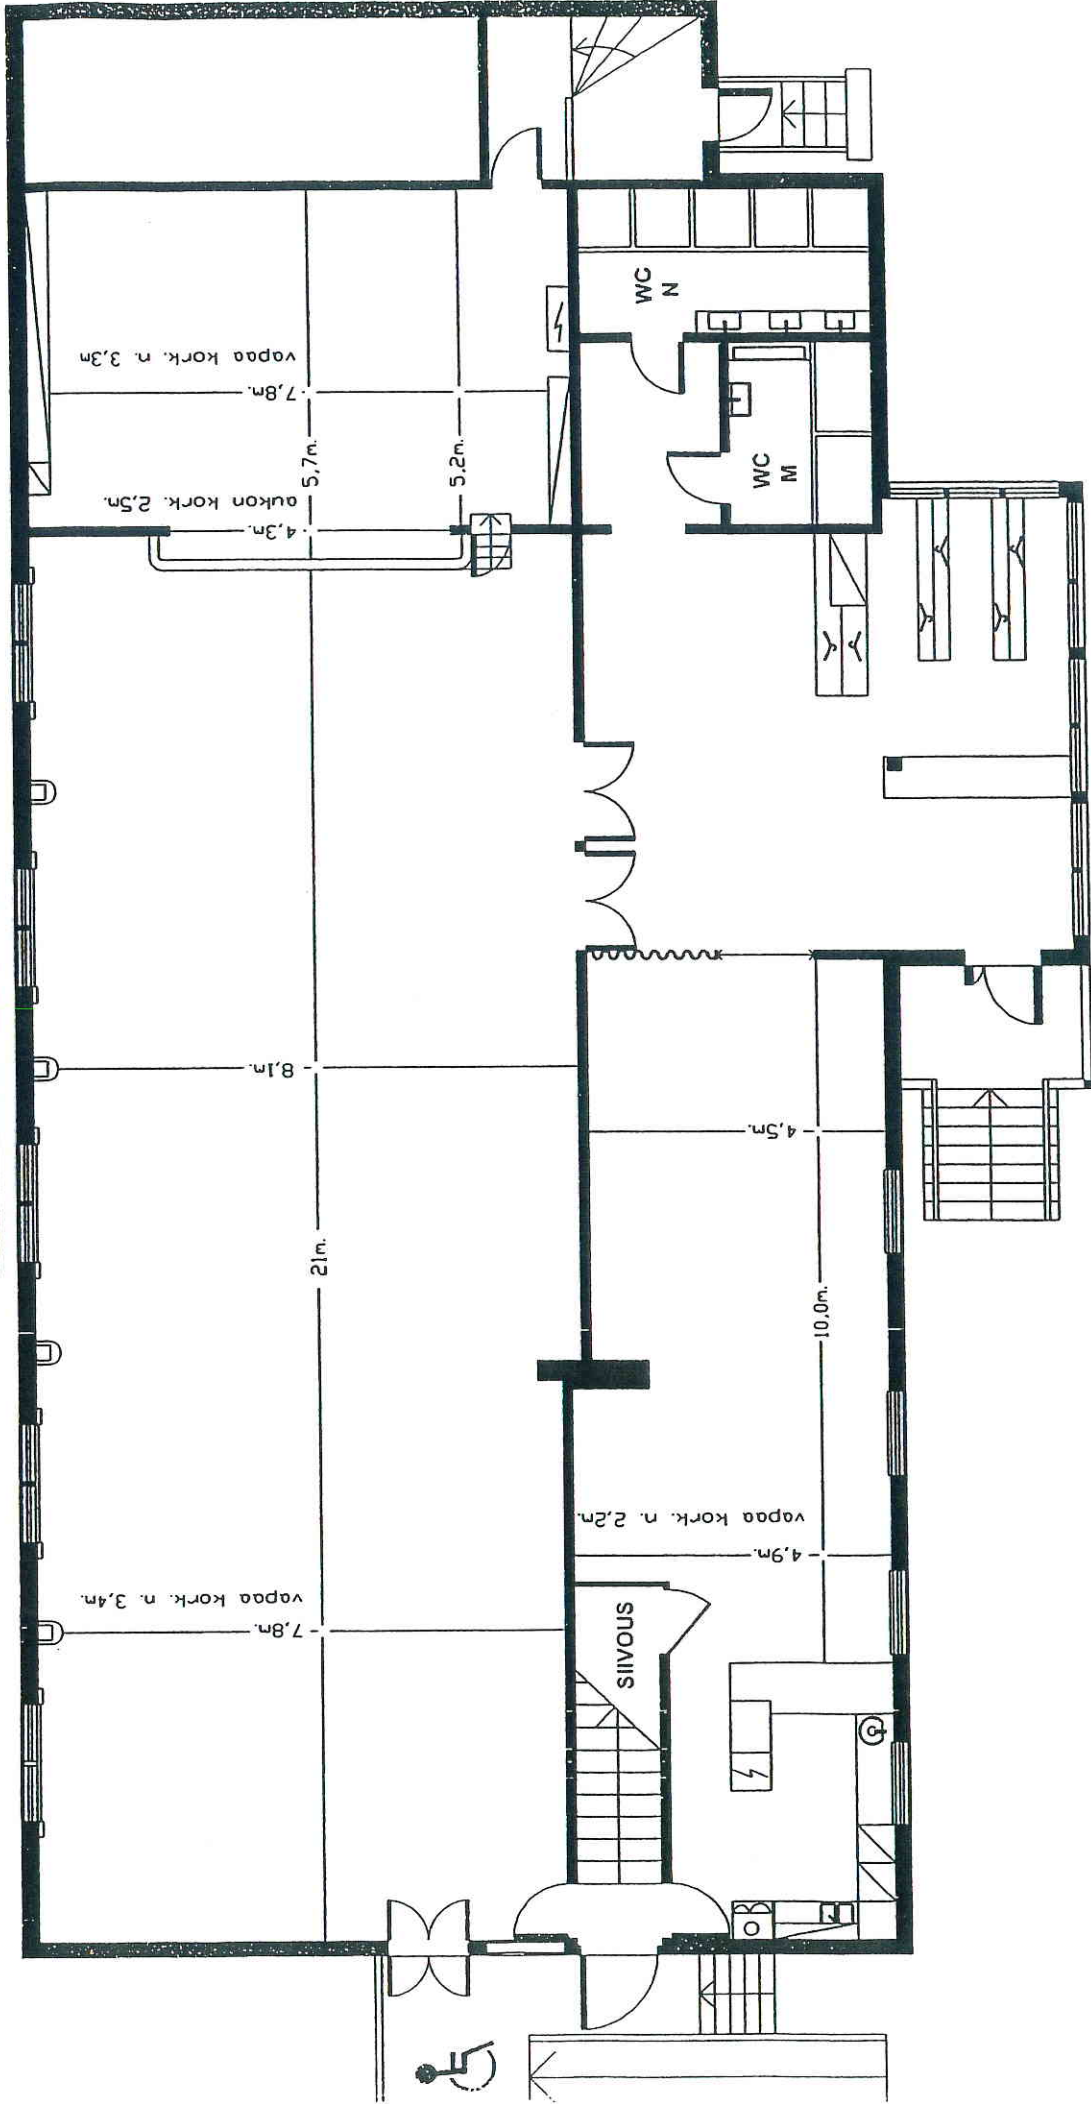 vapaa kork. n. 3,3m
7,8m.
5,7m.
5,2m.
aukon kork. 2,5m.
4,3m.
WC
N
WC
M
8,1m.
4,5m.
21m.
10,0m.
vapaa kork. n. 2,2m.
4,9m.
vapaa kork. n. 3,4m.
7,8m.
SIIVOUS